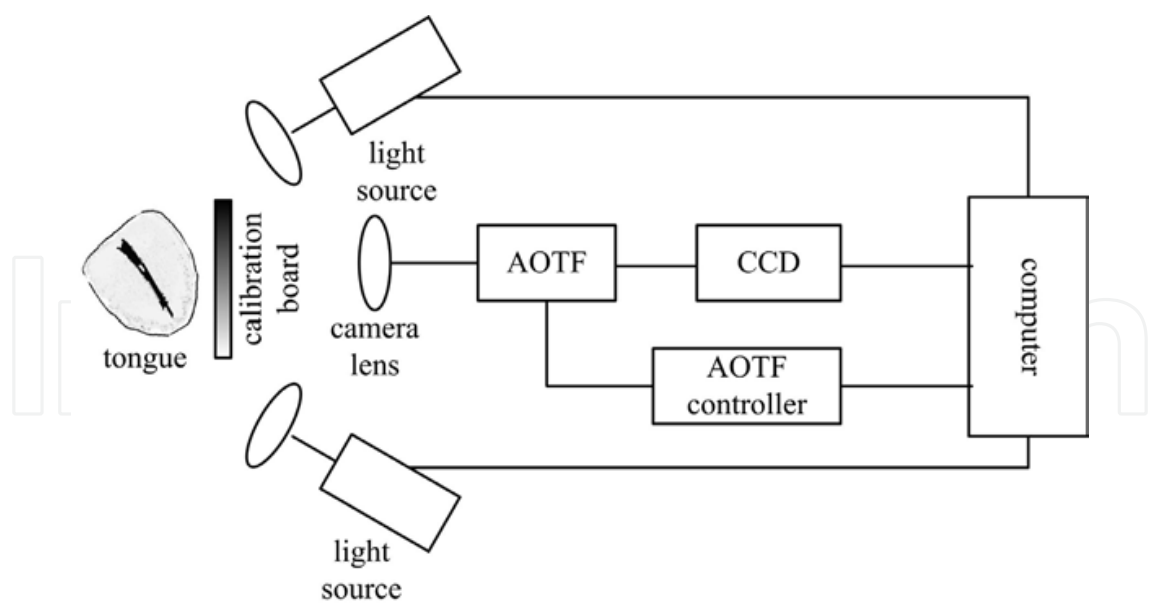 light
source
calibration
board
tongue
camera
lens
AOTF
CCD
AOTF
controller
computer
light
source